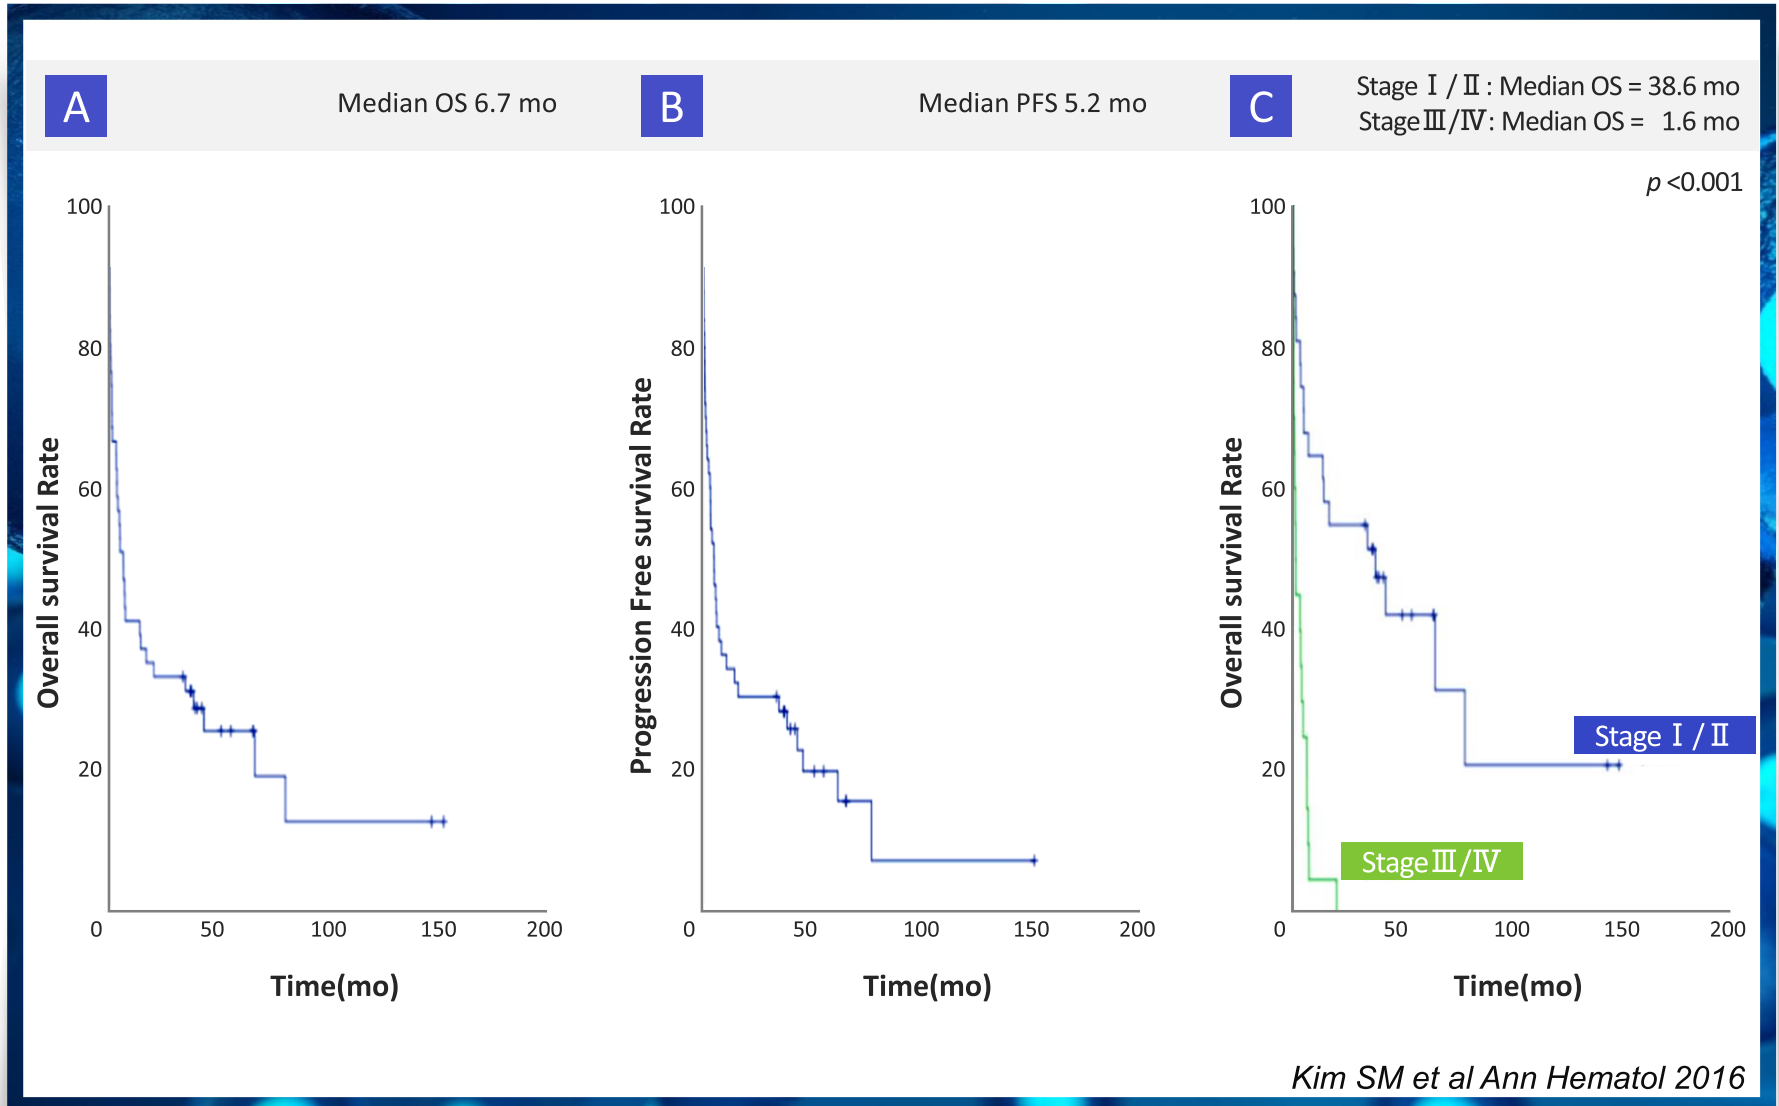 A
Median OS 6.7 mo
100
80
60
40
20
0
50
100
150
200
Overall survival Rate
Time(mo)
B
Median PFS 5.2 mo
100
80
60
40
20
0
50
100
150
200
Progression Free survival Rate
Time(mo)
C
Stage Ⅰ / Ⅱ : Median OS = 38.6 mo
Stage Ⅲ/Ⅳ : Median OS = 1.6 mo
p <0.001
100
80
60
40
20
0
50
100
150
200
Overall survival Rate
Stage Ⅰ / Ⅱ
Stage Ⅲ/Ⅳ
Time(mo)
Kim SM et al Ann Hematol 2016